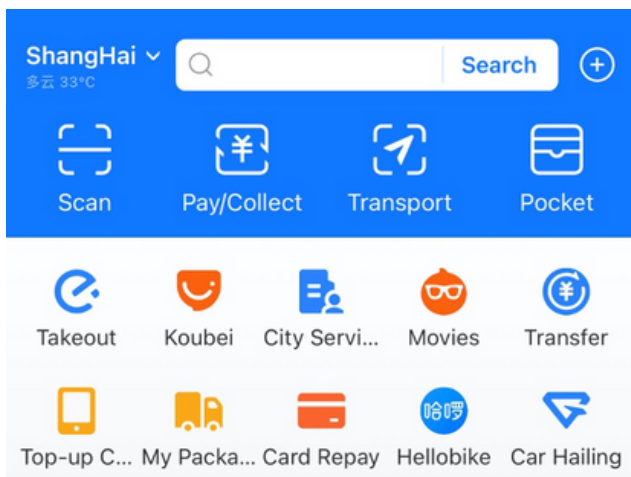 ShangHai
Search
多云 33°C
Scan Pay/Collect Transport Pocket
Takeout Koubei City Servi... Movies Transfer
哈啰
Top-up C... My Packa... Card Repay Hellobike Car Hailing